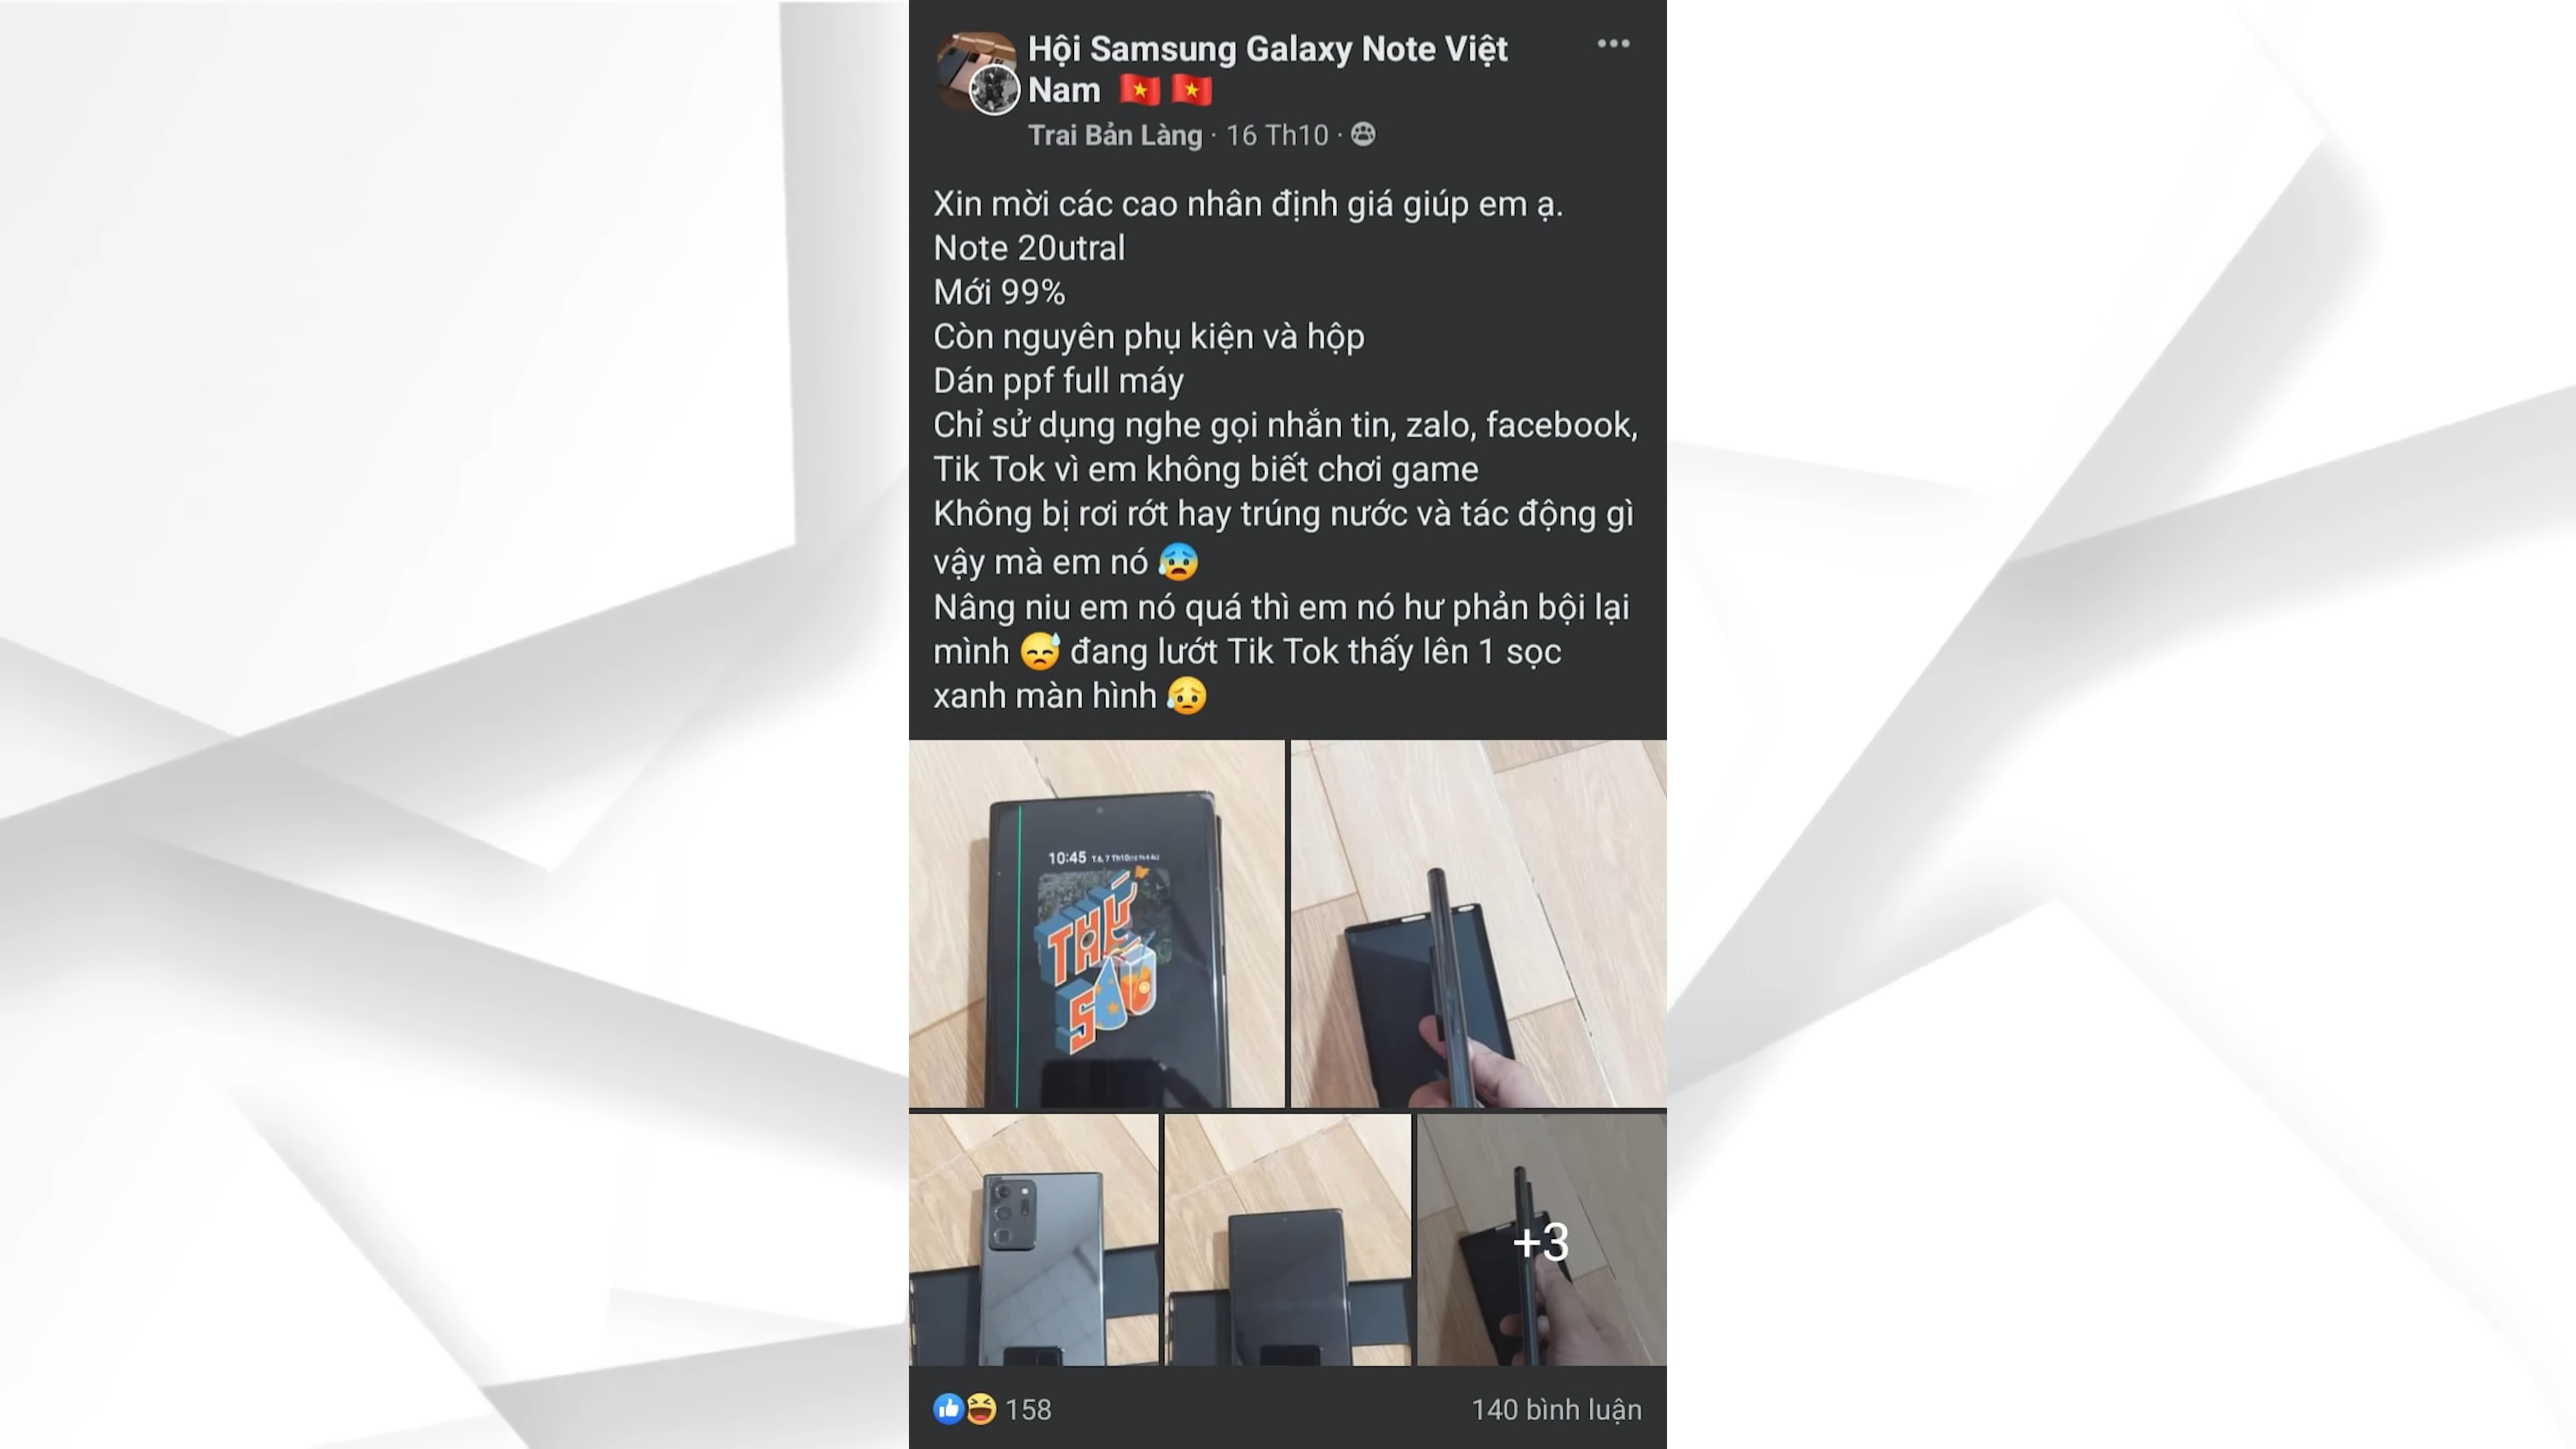 Hội Samsung Galaxy Note Việt
Nam 🇻🇳 🇻🇳
Trai Bản Làng · 16 Th10 ·
Xin mời các cao nhân định giá giúp em ạ.
Note 20utral
Mới 99%
Còn nguyên phụ kiện và hộp
Dán ppf full máy
Chỉ sử dụng nghe gọi nhắn tin, zalo, facebook,
Tik Tok vì em không biết chơi game
Không bị rơi rớt hay trúng nước và tác động gì
vậy mà em nó 😰
Nâng niu em nó quá thì em nó hư phản bội lại
mình 😓 đang lướt Tik Tok thấy lên 1 sọc
xanh màn hình 😥
10:45
THỨ
SÁU
+3
158
140 bình luận